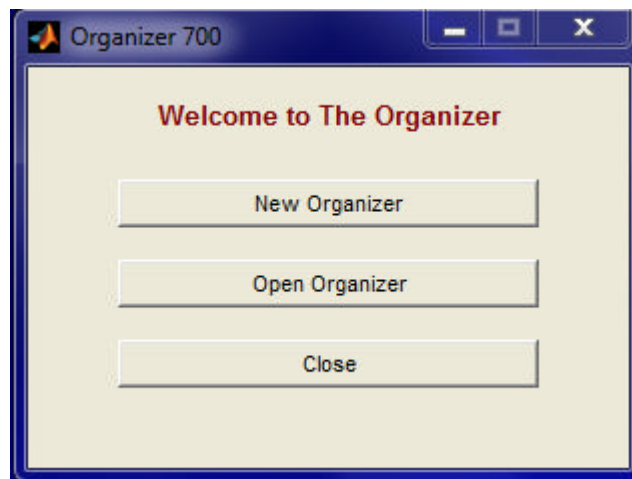 Organizer 700
Welcome to The Organizer
New Organizer
Open Organizer
Close